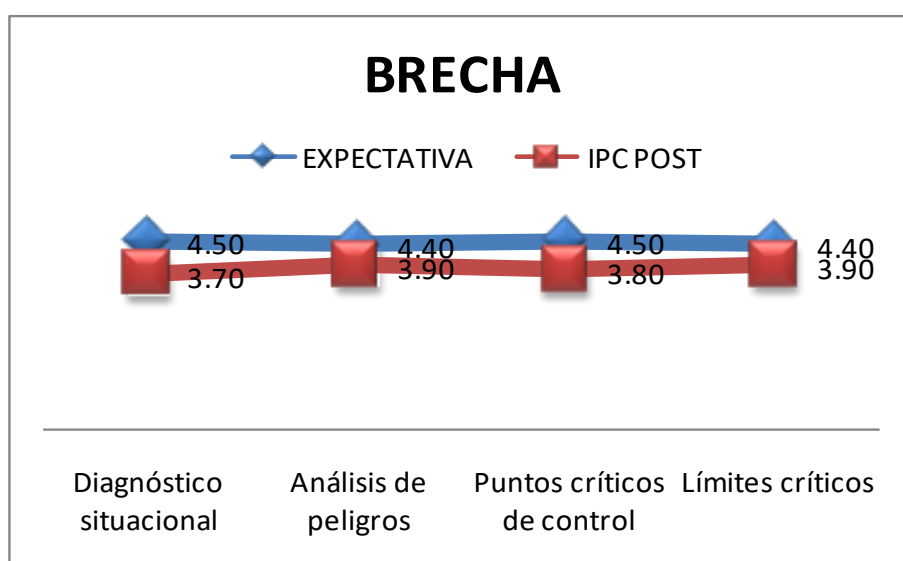 BRECHA
EXPECTATIVA IPC POST
4.50 4.40 4.50 4.40
3.70 3.90 3.80 3.90
Diagnóstico Análisis de Puntos críticos Límites críticos
situacional peligros de control